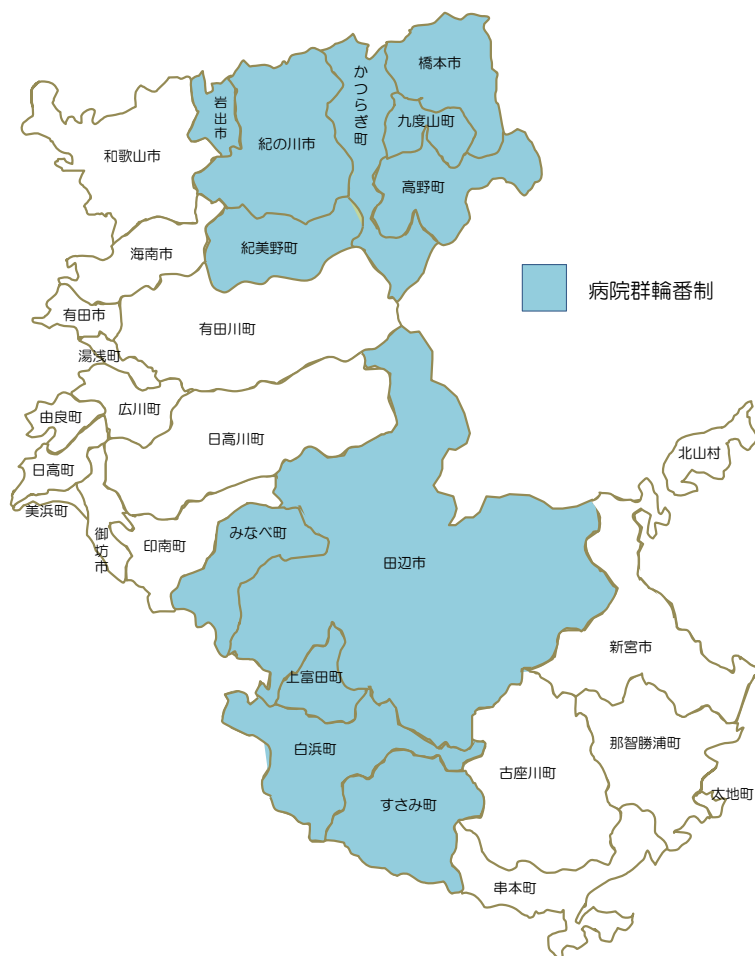 橋本市
かつらぎ町
岩出市
九度山町
紀の川市
和歌山市
高野町
紀美野町
海南市
病院群輪番制
有田市
有田川町
湯浅町
広川町
由良町
日高川町
北山村
日高町
美浜町
みなべ町
御坊市
印南町
田辺市
新宮市
上富田町
白浜町
那智勝浦町
古座川町
太地町
すさみ町
串本町